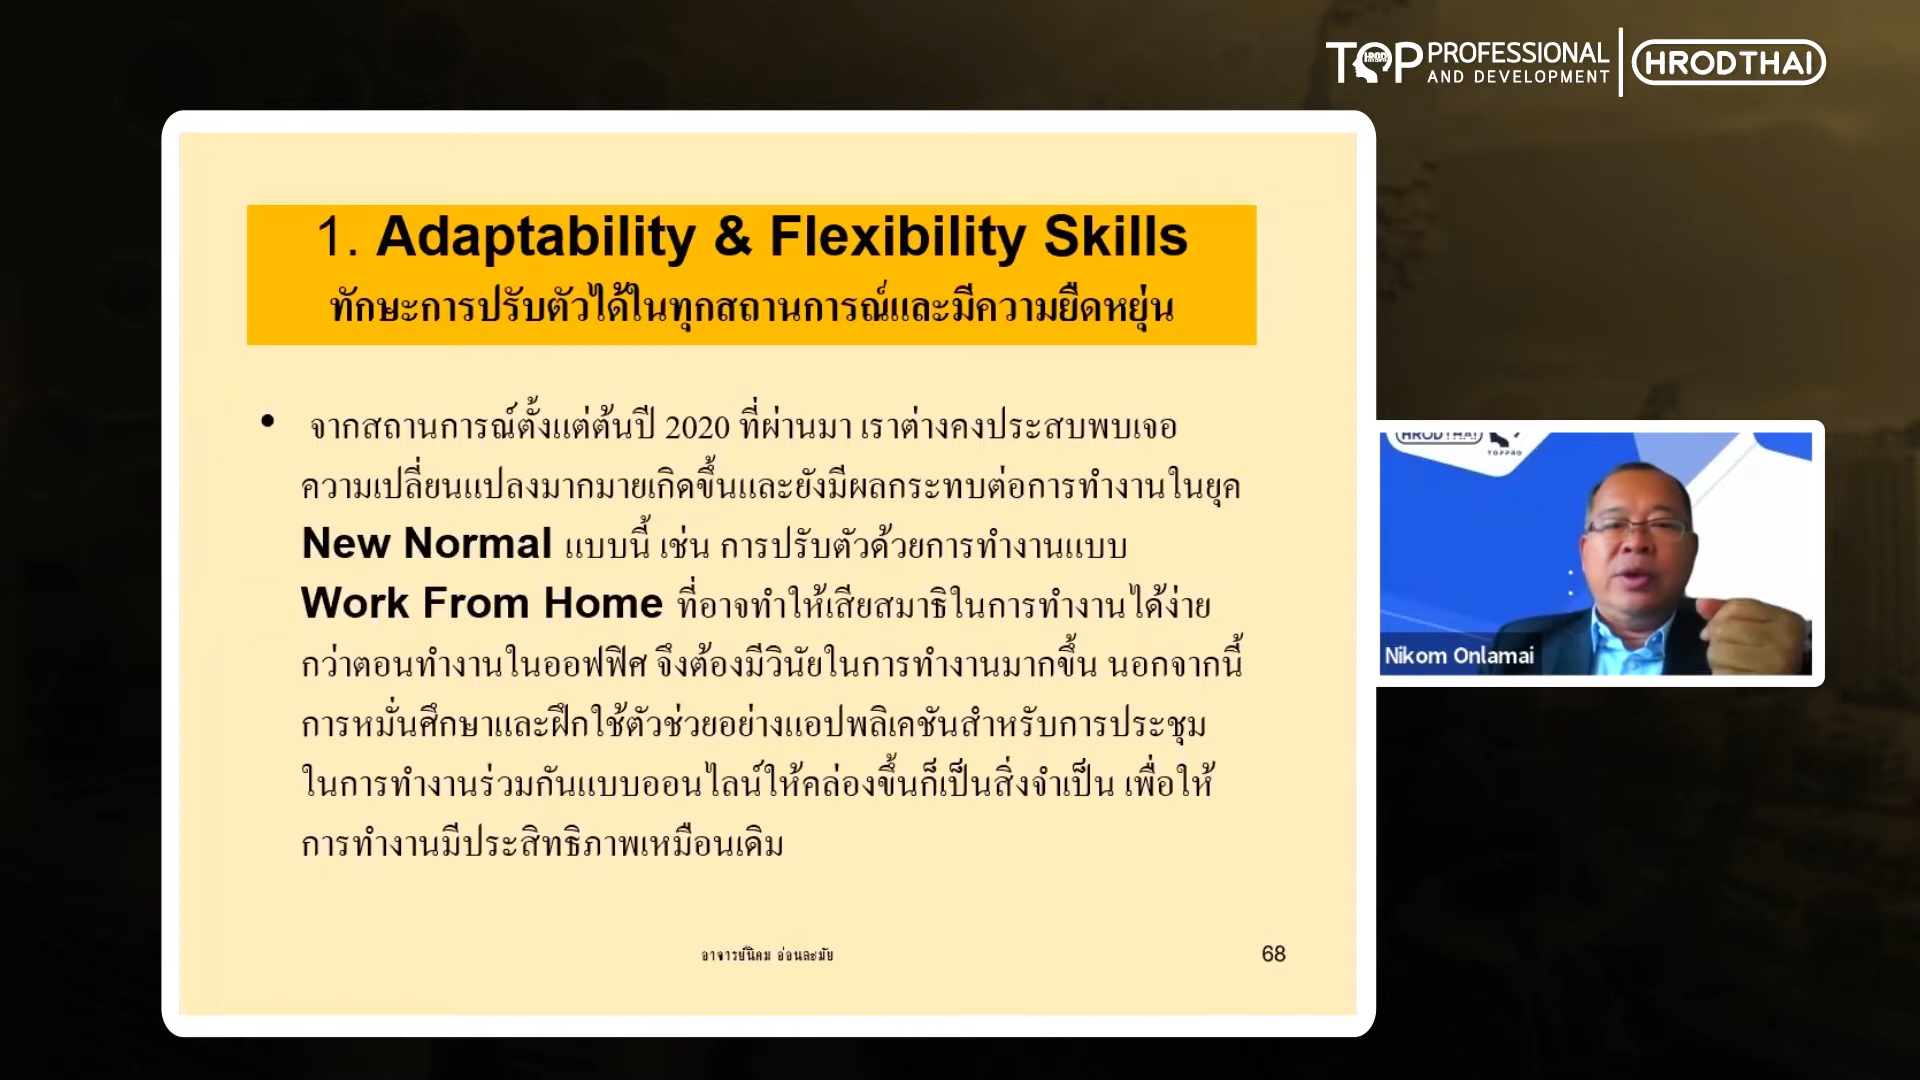 TOP PROFESSIONAL
AND DEVELOPMENT
HRODTHAI
1. Adaptability & Flexibility Skills
ทักษะการปรับตัวได้ในทุกสถานการณ์และมีความยืดหยุ่น
• จากสถานการณ์ตั้งแต่ต้นปี 2020 ที่ผ่านมา เราต่างคงประสบพบเจอ
ความเปลี่ยนแปลงมากมายเกิดขึ้นและยังมีผลกระทบต่อการทำงานในยุค
New Normal แบบนี้ เช่น การปรับตัวด้วยการทำงานแบบ
Work From Home ที่อาจทำให้เสียสมาธิในการทำงานได้ง่าย
กว่าตอนทำงานในออฟฟิศ จึงต้องมีวินัยในการทำงานมากขึ้น นอกจากนี้
การหมั่นศึกษาและฝึกใช้ตัวช่วยอย่างแอปพลิเคชันสำหรับการประชุม
ในการทำงานร่วมกันแบบออนไลน์ให้คล่องขึ้นก็เป็นสิ่งจำเป็น เพื่อให้
การทำงานมีประสิทธิภาพเหมือนเดิม
อาจารย์นิคม อ่อนละมัย
68
HRODTHAI
TOPPRO
Nikom Onlamai